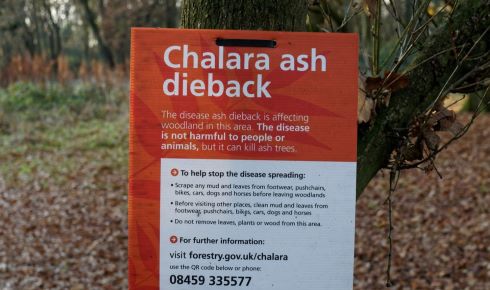 Chalara ash
dieback
The disease ash dieback is affecting
woodland in this area. The disease
is not harmful to people or
animals, but it can kill ash trees.
To help stop the disease spreading:
• Scrape any mud and leaves from footwear, pushchairs,
bikes, cars, dogs and horses before leaving woodlands
• Before visiting other places, clean mud and leaves from
footwear, pushchairs, bikes, cars, dogs and horses
• Do not remove leaves, plants or wood from this area.
For further information:
visit forestry.gov.uk/chalara
use the QR code below or phone:
08459 335577